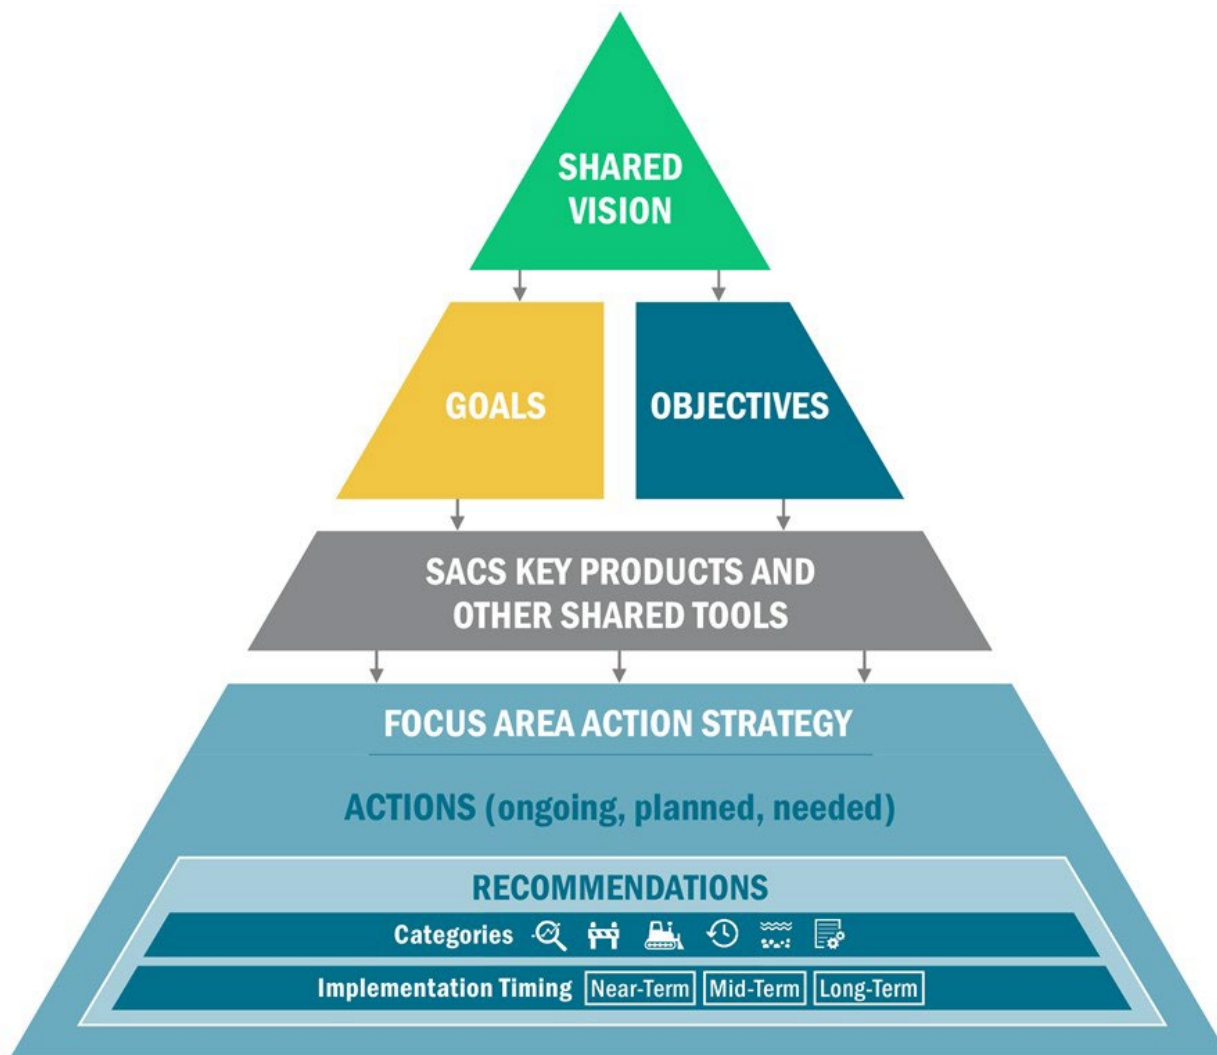 SHARED
VISION
GOALS
OBJECTIVES
SACS KEY PRODUCTS AND
OTHER SHARED TOOLS
FOCUS AREA ACTION STRATEGY
ACTIONS (ongoing, planned, needed)
RECOMMENDATIONS
Categories
Implementation Timing Near-Term Mid-Term Long-Term